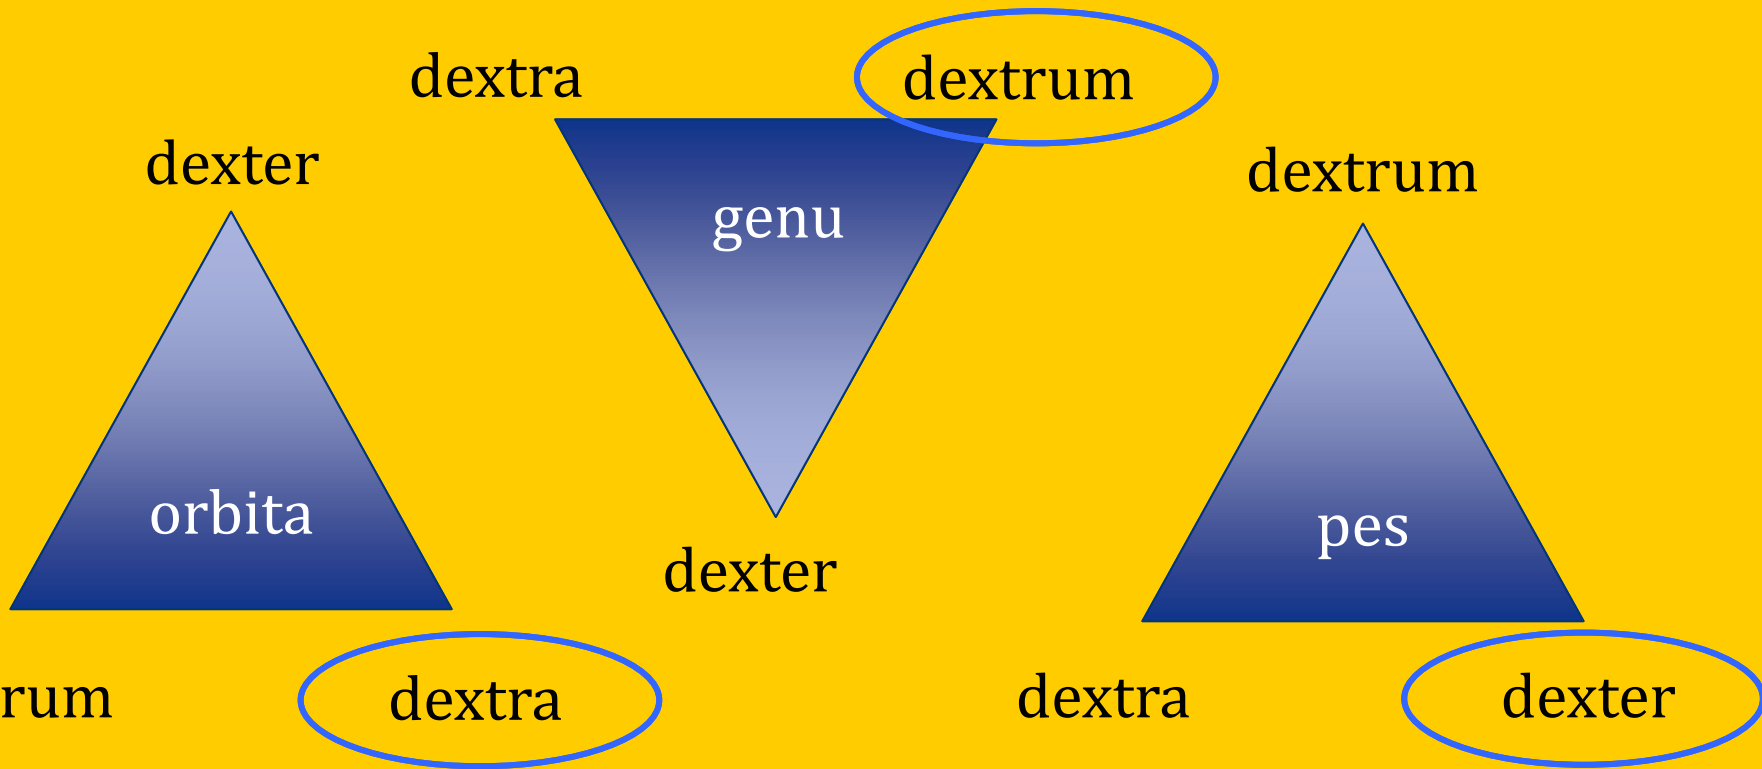 dextra
dextrum
dexter
dextrum
genu
orbita
pes
dexter
rum
dextra
dextra
dexter